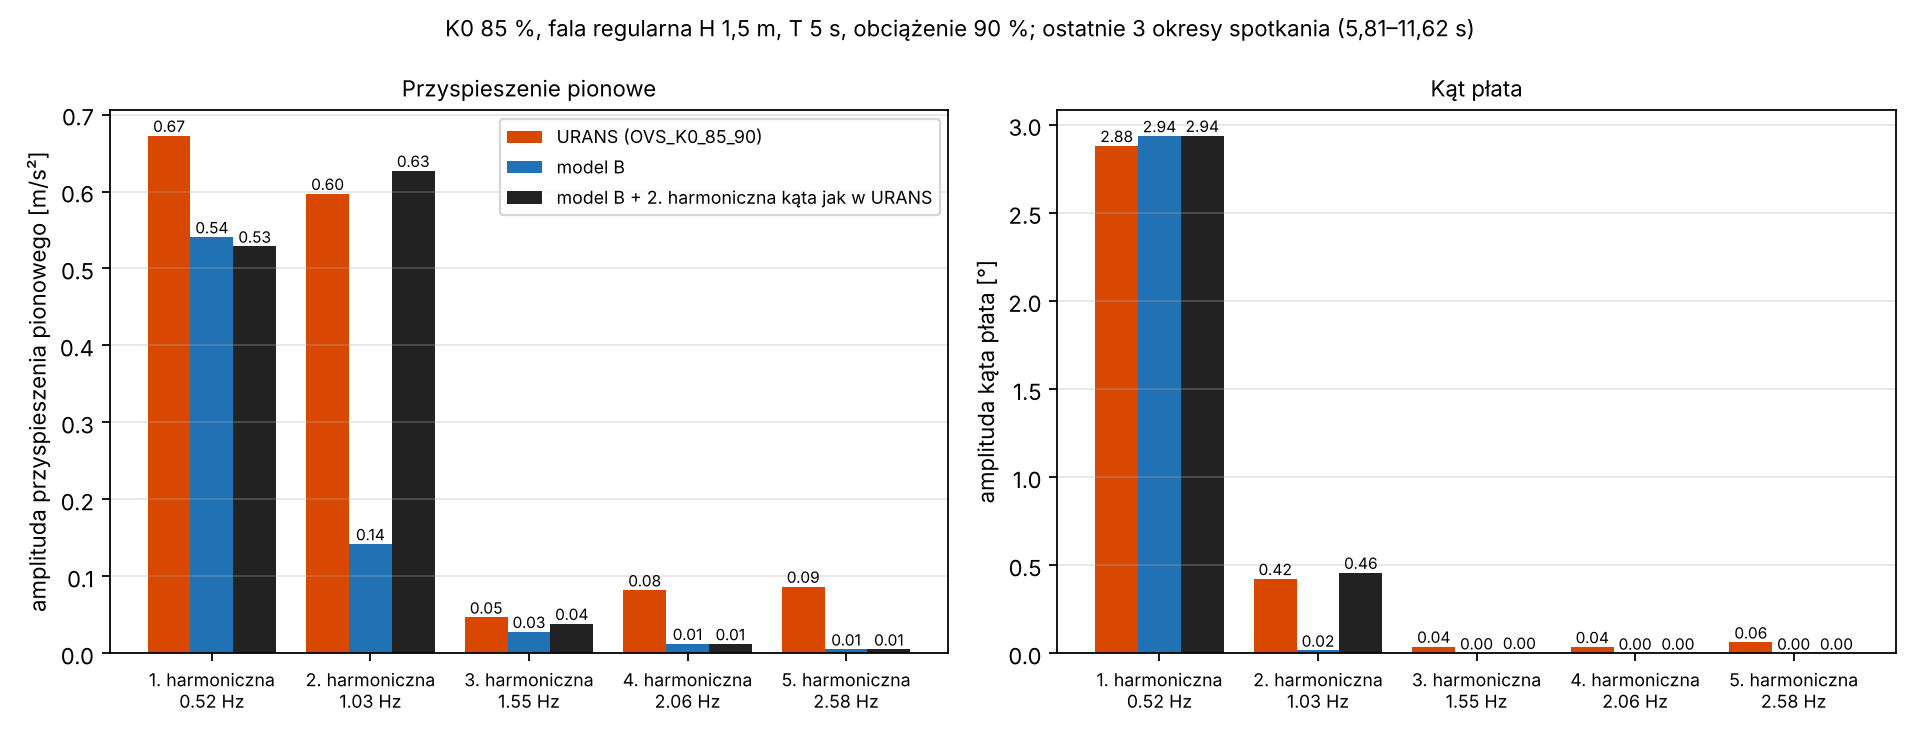 K0 85 %, fala regularna H 1,5 m, T 5 s, obciążenie 90 %; ostatnie 3 okresy spotkania (5,81–11,62 s)
Przyspieszenie pionowe
amplituda przyspieszenia pionowego [m/s²]
0.7
0.6
0.5
0.4
0.3
0.2
0.1
0.0
URANS (OVS_K0_85_90)
model B
model B + 2. harmoniczna kąta jak w URANS
0.67 0.54 0.53
0.60 0.14 0.63
0.05 0.03 0.04
0.08 0.01 0.01
0.09 0.01 0.01
1. harmoniczna
0.52 Hz
2. harmoniczna
1.03 Hz
3. harmoniczna
1.55 Hz
4. harmoniczna
2.06 Hz
5. harmoniczna
2.58 Hz
Kąt płata
amplituda kąta płata [°]
3.0
2.5
2.0
1.5
1.0
0.5
0.0
2.88 2.94 2.94
0.42 0.02 0.46
0.04 0.00 0.00
0.04 0.00 0.00
0.06 0.00 0.00
1. harmoniczna
0.52 Hz
2. harmoniczna
1.03 Hz
3. harmoniczna
1.55 Hz
4. harmoniczna
2.06 Hz
5. harmoniczna
2.58 Hz